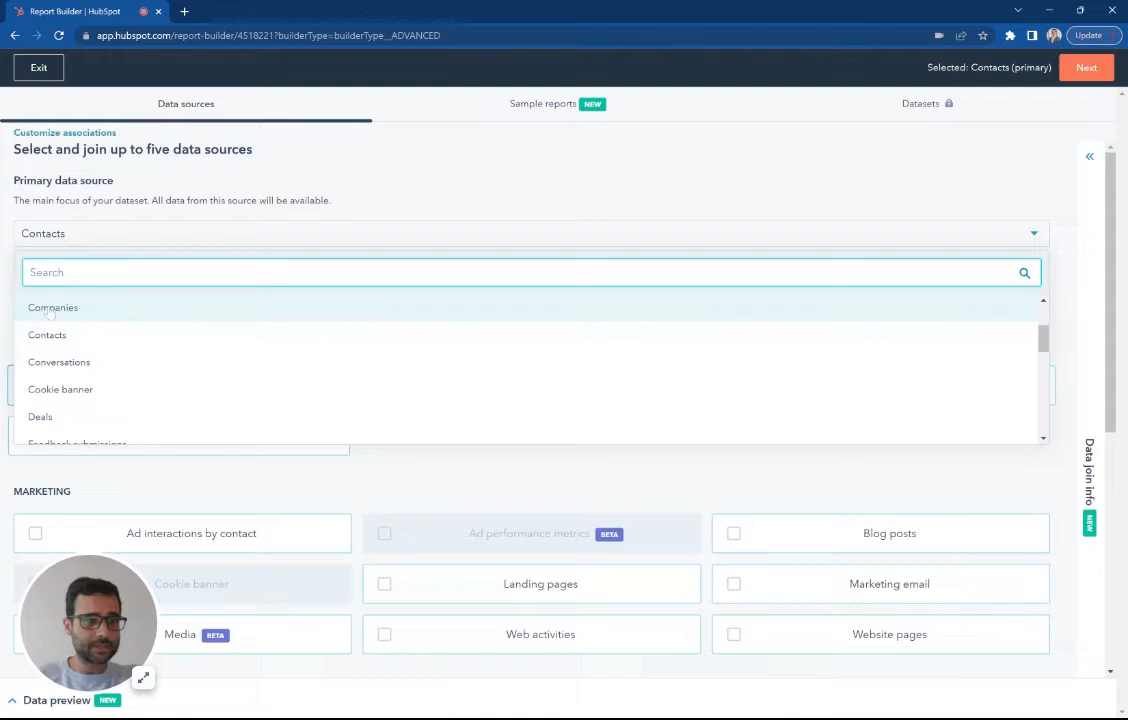 Report Builder | HubSpot
app.hubspot.com/report-builder/4518221?builderType=builderType__ADVANCED
Update
Exit
Selected: Contacts (primary)
Next
Data sources
Sample reports NEW
Datasets
Customize associations
Select and join up to five data sources
Primary data source
The main focus of your dataset. All data from this source will be available.
Contacts
Search
Companies
Contacts
Conversations
Cookie banner
Deals
Feedback submissions
MARKETING
Ad interactions by contact
Ad performance metrics BETA
Blog posts
Cookie banner
Landing pages
Marketing email
Media BETA
Web activities
Website pages
Data join info NEW
Data preview NEW